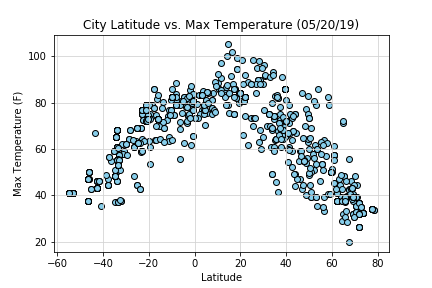 City Latitude vs. Max Temperature (05/20/19)
Max Temperature (F)
100
80
60
40
20
−60 −40 −20 0 20 40 60 80
Latitude